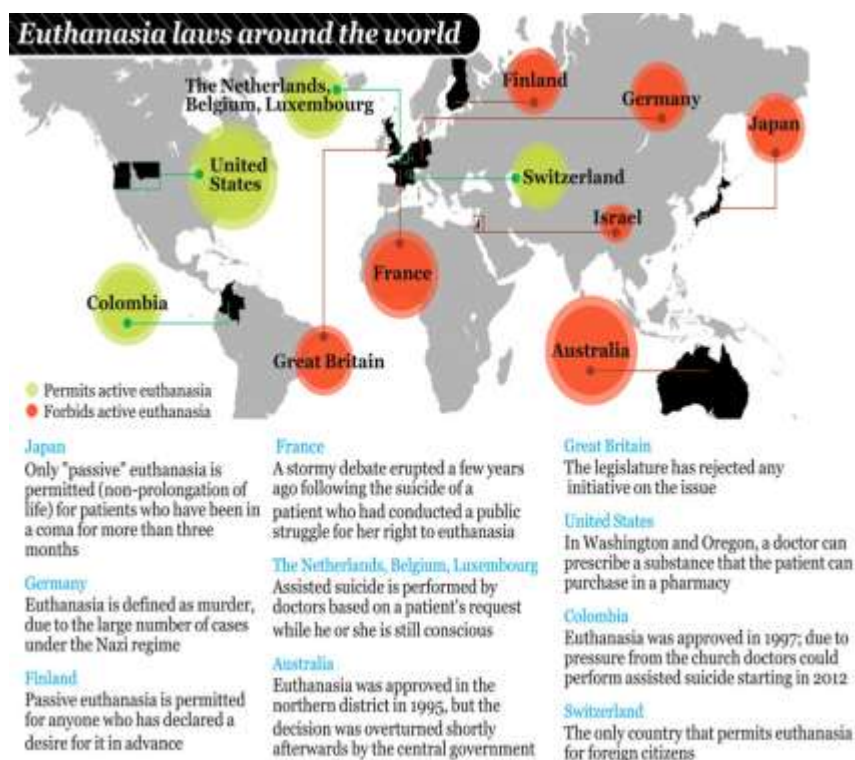 Euthanasia laws around the world
The Netherlands,
Belgium, Luxembourg
Finland
Germany
Japan
United
States
Switzerland
Israel
France
Colombia
Great Britain
Australia
Permits active euthanasia
Forbids active euthanasia
Japan
Only "passive" euthanasia is
permitted (non-prolongation of
life) for patients who have been in
a coma for more than three
months
Germany
Euthanasia is defined as murder,
due to the large number of cases
under the Nazi regime
Finland
Passive euthanasia is permitted
for anyone who has declared a
desire for it in advance
France
A stormy debate erupted a few years
ago following the suicide of a
patient who had conducted a public
struggle for her right to euthanasia
The Netherlands, Belgium, Luxembourg
Assisted suicide is performed by
doctors based on a patient's request
while he or she is still conscious
Australia
Euthanasia was approved in the
northern district in 1995, but the
decision was overturned shortly
afterwards by the central government
Great Britain
The legislature has rejected any
initiative on the issue
United States
In Washington and Oregon, a doctor can
prescribe a substance that the patient can
purchase in a pharmacy
Colombia
Euthanasia was approved in 1997; due to
pressure from the church doctors could
perform assisted suicide starting in 2012
Switzerland
The only country that permits euthanasia
for foreign citizens